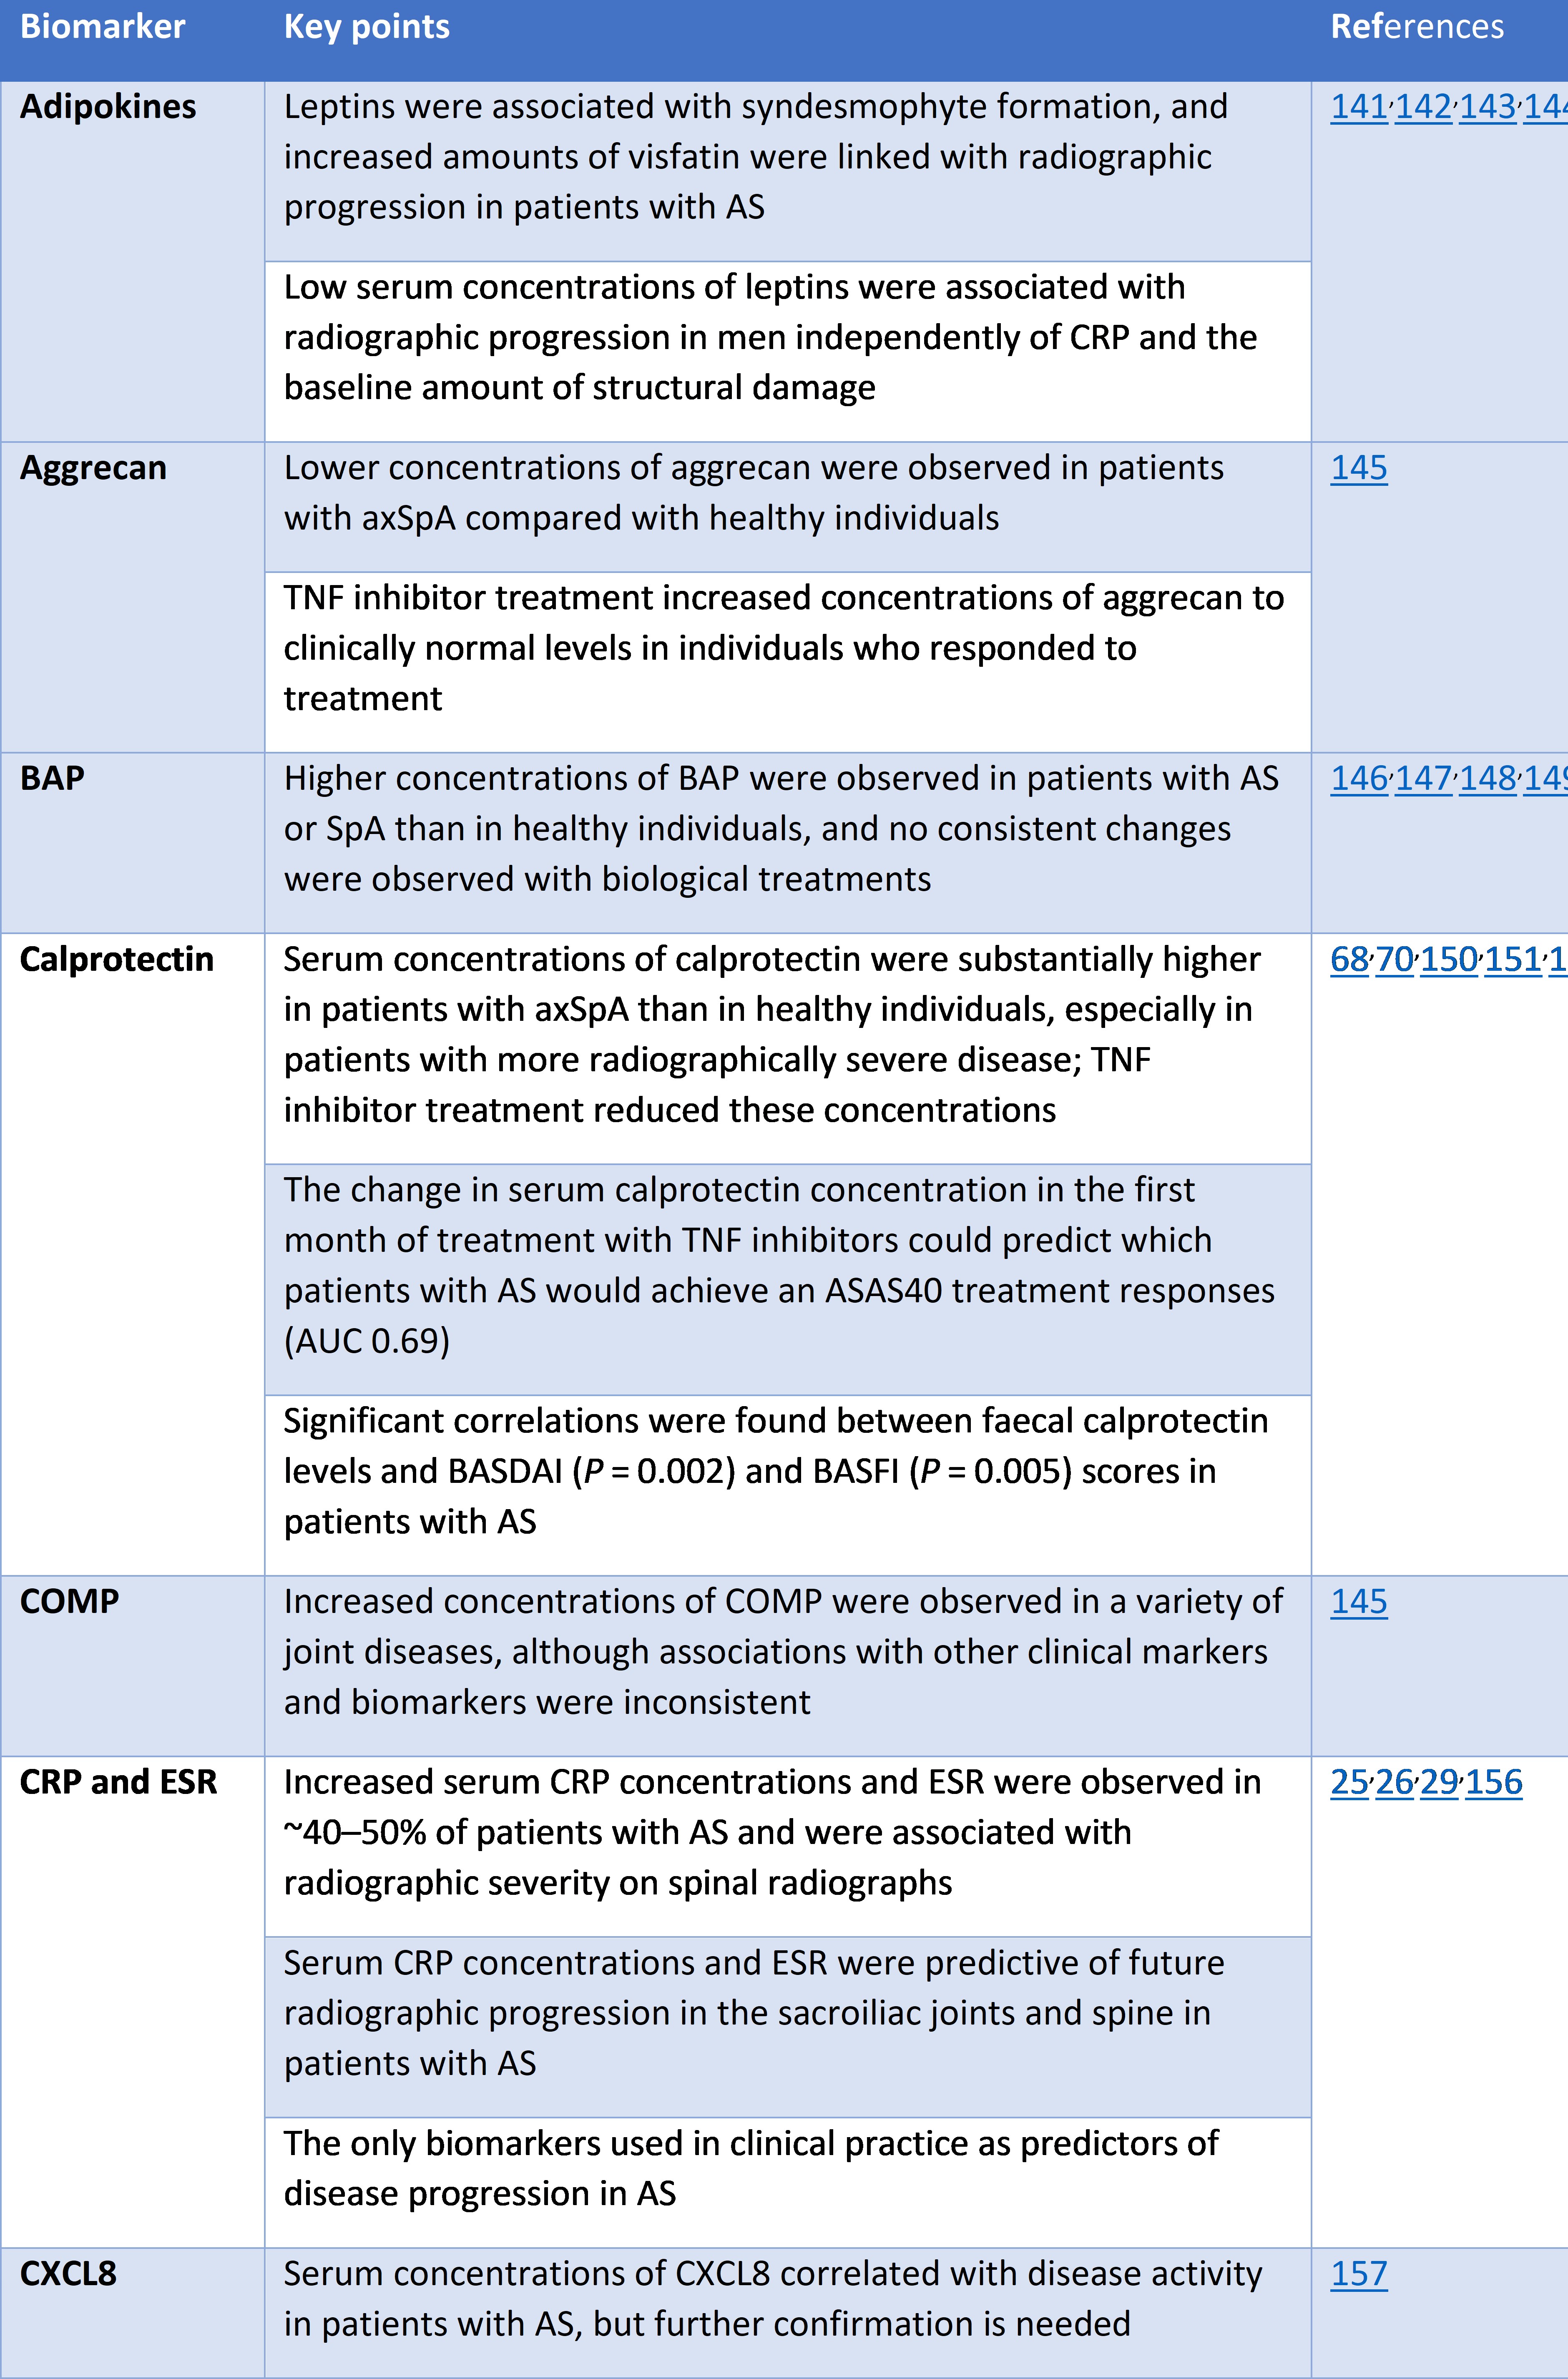 Biomarker Key points References
Adipokines Leptins were associated with syndesmophyte formation, and 141,142,143,144
increased amounts of visfatin were linked with radiographic
progression in patients with AS
Low serum concentrations of leptins were associated with
radiographic progression in men independently of CRP and the
baseline amount of structural damage
Aggrecan Lower concentrations of aggrecan were observed in patients 145
with axSpA compared with healthy individuals
TNF inhibitor treatment increased concentrations of aggrecan to
clinically normal levels in individuals who responded to
treatment
BAP Higher concentrations of BAP were observed in patients with AS 146,147,148,149
or SpA than in healthy individuals, and no consistent changes
were observed with biological treatments
Calprotectin Serum concentrations of calprotectin were substantially higher 68,70,150,151,
in patients with axSpA than in healthy individuals, especially in
patients with more radiographically severe disease; TNF
inhibitor treatment reduced these concentrations
The change in serum calprotectin concentration in the first
month of treatment with TNF inhibitors could predict which
patients with AS would achieve an ASAS40 treatment responses
(AUC 0.69)
Significant correlations were found between faecal calprotectin
levels and BASDAI (P = 0.002) and BASFI (P = 0.005) scores in
patients with AS
COMP Increased concentrations of COMP were observed in a variety of 145
joint diseases, although associations with other clinical markers
and biomarkers were inconsistent
CRP and ESR Increased serum CRP concentrations and ESR were observed in 25,26,29,156
~40–50% of patients with AS and were associated with
radiographic severity on spinal radiographs
Serum CRP concentrations and ESR were predictive of future
radiographic progression in the sacroiliac joints and spine in
patients with AS
The only biomarkers used in clinical practice as predictors of
disease progression in AS
CXCL8 Serum concentrations of CXCL8 correlated with disease activity 157
in patients with AS, but further confirmation is needed